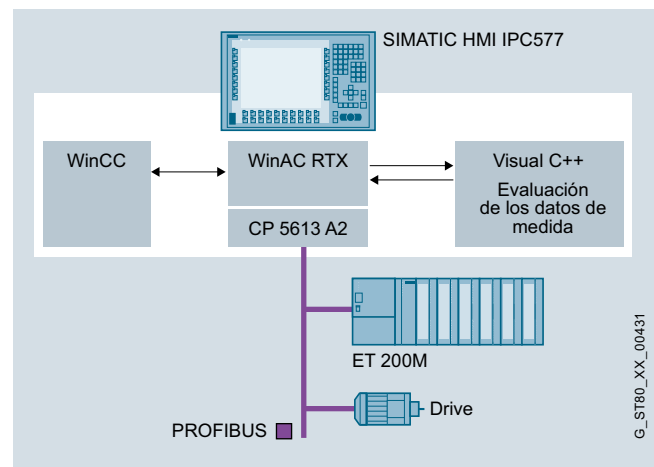 SIMATIC HMI IPC577
WinCC
WinAC RTX
Visual C++
Evaluación
de los datos de
medida
CP 5613 A2
ET 200M
Drive
PROFIBUS
G_ST80_XX_00431